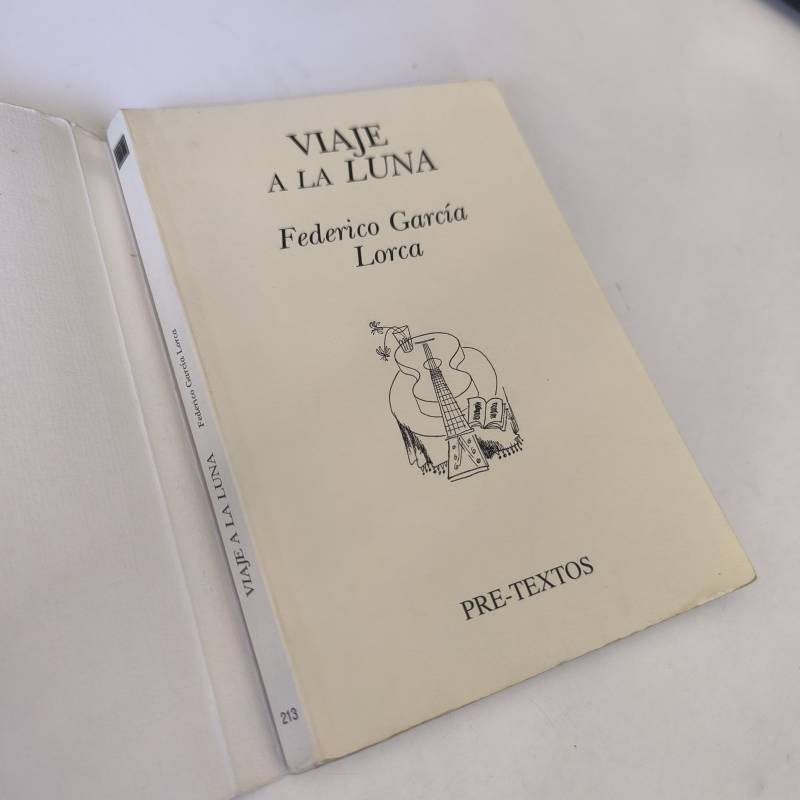 VIAJE
A LA LUNA
Federico García
Lorca
PRE-TEXTOS
VIAJE A LA LUNA Federico García Lorca
213